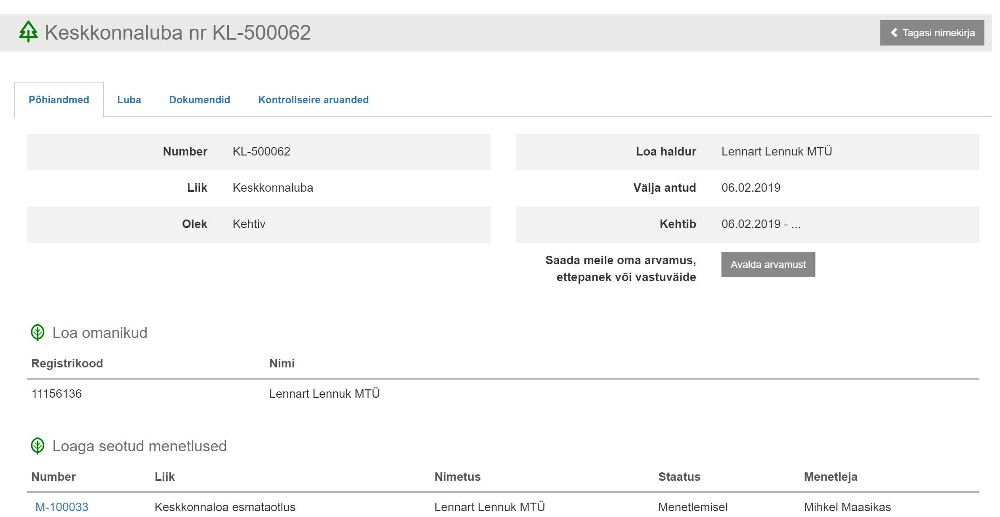 Keskkonnaluba nr KL-500062
Tagasi nimekirja
Põhiandmed Luba Dokumendid Kontrollseire aruanded
Number KL-500062
Liik Keskkonnaluba
Olek Kehtiv
Loa haldur Lennart Lennuk MTÜ
Välja antud 06.02.2019
Kehtib 06.02.2019 - ...
Saada meile oma arvamus,
ettepanek või vastuväide
Avalda arvamust
Loa omanikud
Registrikood Nimi
11156136 Lennart Lennuk MTÜ
Loaga seotud menetlused
Number Liik Nimetus Staatus Menetleja
M-100033 Keskkonnaloa esmataotlus Lennart Lennuk MTÜ Menetlemisel Mihkel Maasikas